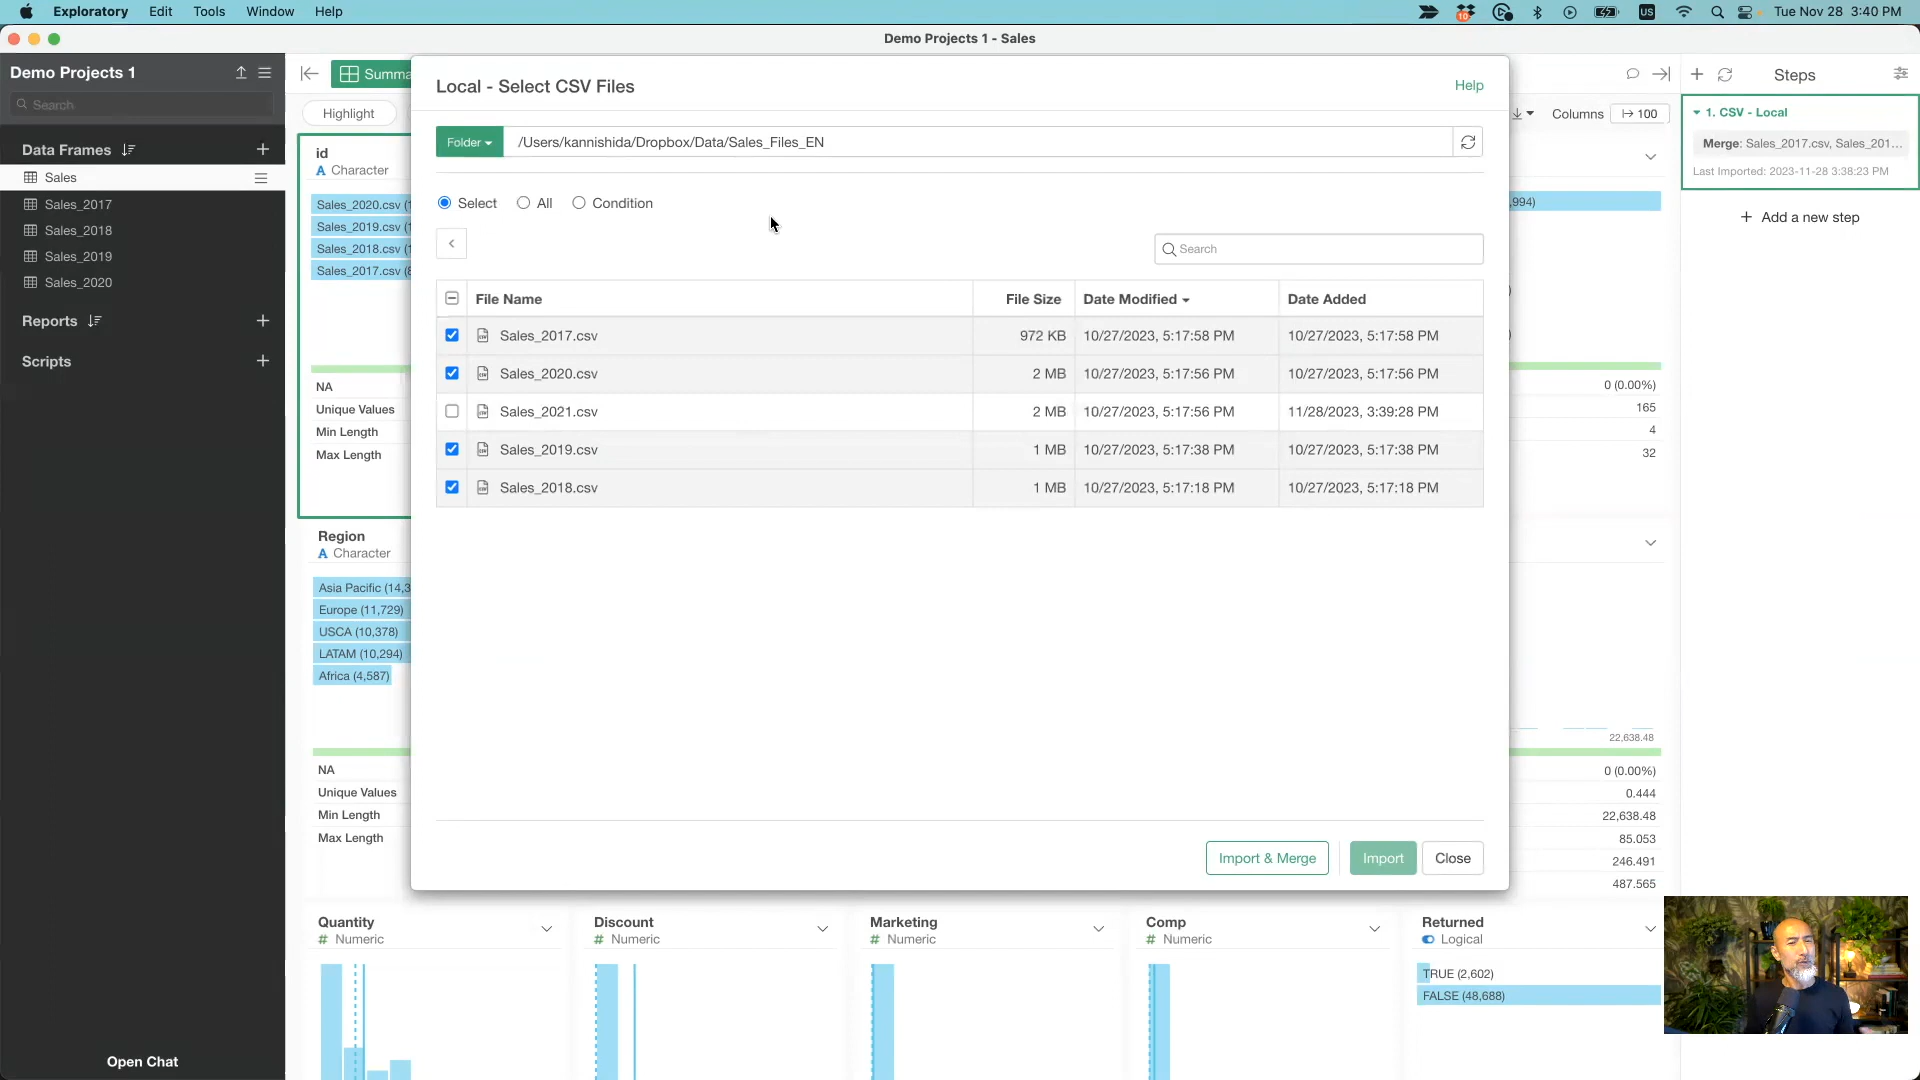 Exploratory Edit Tools Window Help
10
US
Tue Nov 28 3:40 PM
Demo Projects 1 - Sales
Demo Projects 1
Search
Data Frames
Sales
Sales_2017
Sales_2018
Sales_2019
Sales_2020
Reports
Scripts
Open Chat
Summa
Highlight
Columns
100
id
A Character
Sales_2020.csv (1
Sales_2019.csv (1
Sales_2018.csv (1
Sales_2017.csv (8
NA
Unique Values
Min Length
Max Length
Region
A Character
Asia Pacific (14,3
Europe (11,729)
USCA (10,378)
LATAM (10,294)
Africa (4,587)
NA
Unique Values
Min Length
Max Length
Local - Select CSV Files
Help
Folder
/Users/kannishida/Dropbox/Data/Sales_Files_EN
Select All Condition
Search
File Name File Size Date Modified Date Added
Sales_2017.csv 972 KB 10/27/2023, 5:17:58 PM 10/27/2023, 5:17:58 PM
Sales_2020.csv 2 MB 10/27/2023, 5:17:56 PM 10/27/2023, 5:17:56 PM
Sales_2021.csv 2 MB 10/27/2023, 5:17:56 PM 11/28/2023, 3:39:28 PM
Sales_2019.csv 1 MB 10/27/2023, 5:17:38 PM 10/27/2023, 5:17:38 PM
Sales_2018.csv 1 MB 10/27/2023, 5:17:18 PM 10/27/2023, 5:17:18 PM
Import & Merge
Import
Close
,994)
)
)
0 (0.00%)
165
4
32
22,638.48
0 (0.00%)
0.444
22,638.48
85.053
246.491
487.565
Quantity
# Numeric
Discount
# Numeric
Marketing
# Numeric
Comp
# Numeric
Returned
Logical
TRUE (2,602)
FALSE (48,688)
Steps
1. CSV - Local
Merge: Sales_2017.csv, Sales_201...
Last Imported: 2023-11-28 3:38:23 PM
+ Add a new step